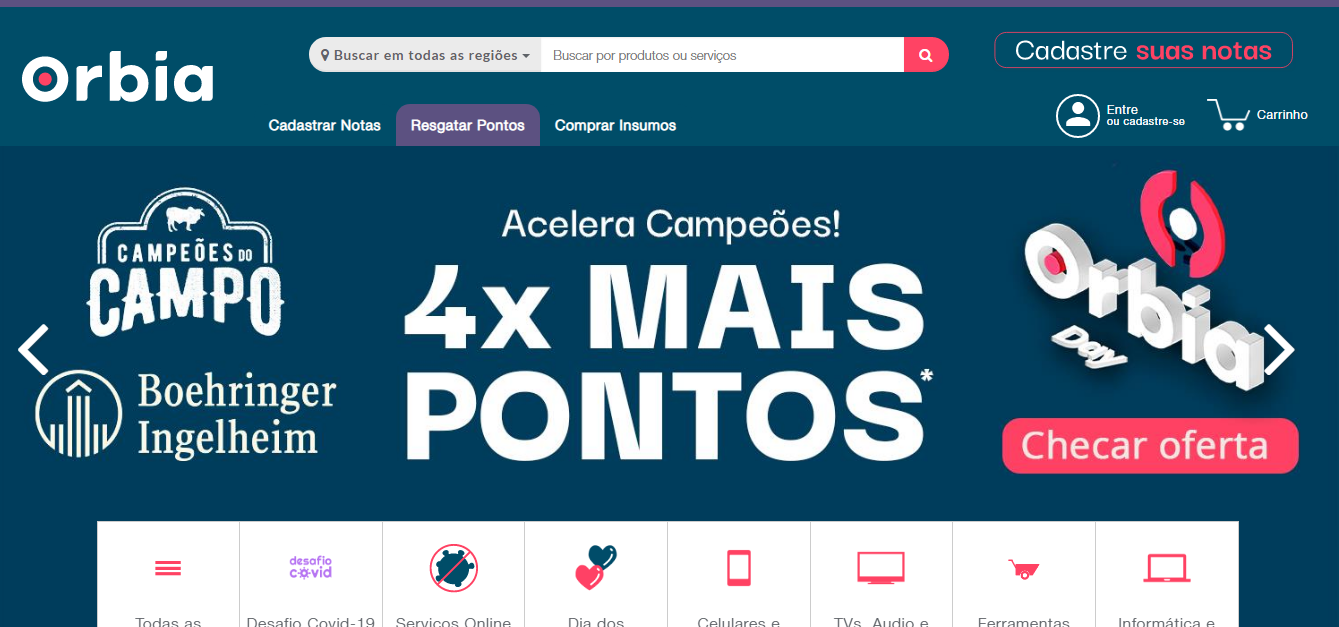 Orbia
Buscar em todas as regiões
Buscar por produtos ou serviços
Cadastre suas notas
Cadastrar Notas
Resgatar Pontos
Comprar Insumos
Entre
ou cadastre-se
Carrinho
CAMPEÕES DO
CAMPO
Boehringer
Ingelheim
Acelera Campeões!
4x MAIS
PONTOS*
Orbia
Day
Checar oferta
desafio
covid
Todas as
Desafio Covid-19
Serviços Online
Dia dos
Celulares e
TVs, Audio e
Ferramentas
Informática e